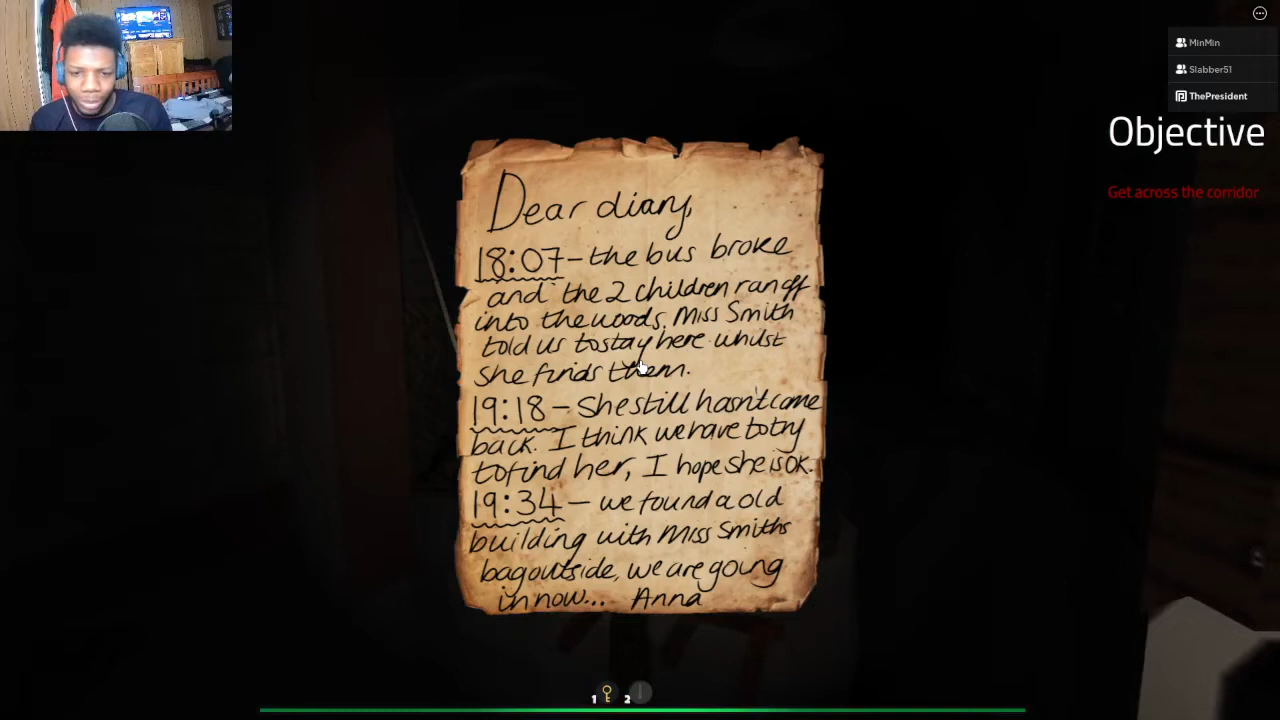 MinMin
Slabber51
ThePresident
Objective
Get across the corridor
Dear diary,
18:07 - the bus broke
and the 2 children ran off
into the woods. Miss Smith
told us to stay here whilst
she finds them.
19:18 - She still hasn't came
back. I think we have to try
to find her, I hope she is OK.
19:34 - we found a old
building with Miss Smiths
bag outside, we are going
in now... Anna
1 2